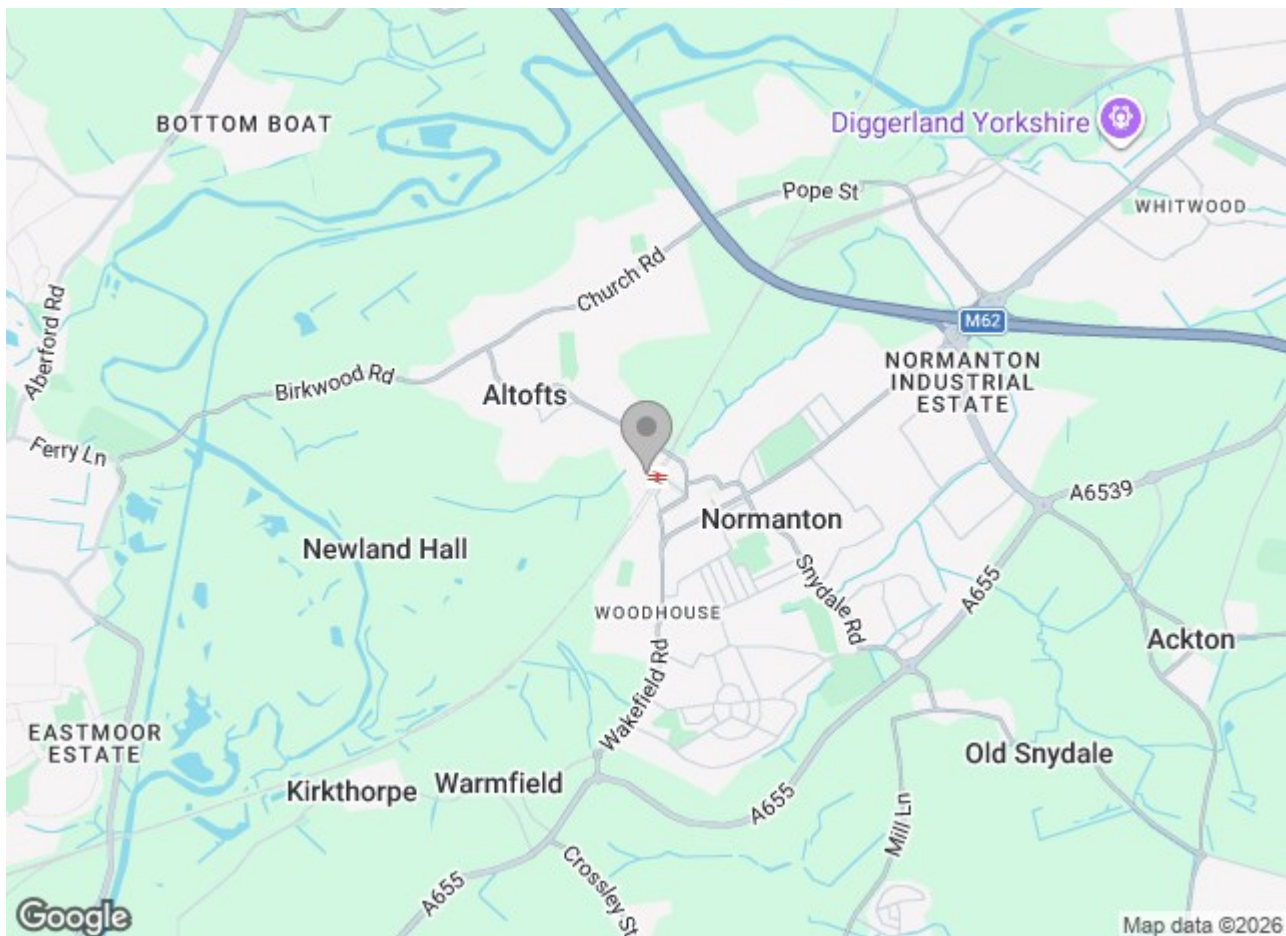 BOTTOM BOAT
Diggerland Yorkshire
Pope St
WHITWOOD
Church Rd
Aberford Rd
M62
NORMANTON
INDUSTRIAL
ESTATE
Birkwood Rd
Altofts
Ferry Ln
A6539
Normanton
Newland Hall
Snydale Rd
A655
WOODHOUSE
Ackton
Wakefield Rd
EASTMOOR
ESTATE
Old Snydale
Kirkthorpe
Warmfield
A655
Mill Ln
Crossley St
A655
Google
Map data ©2026